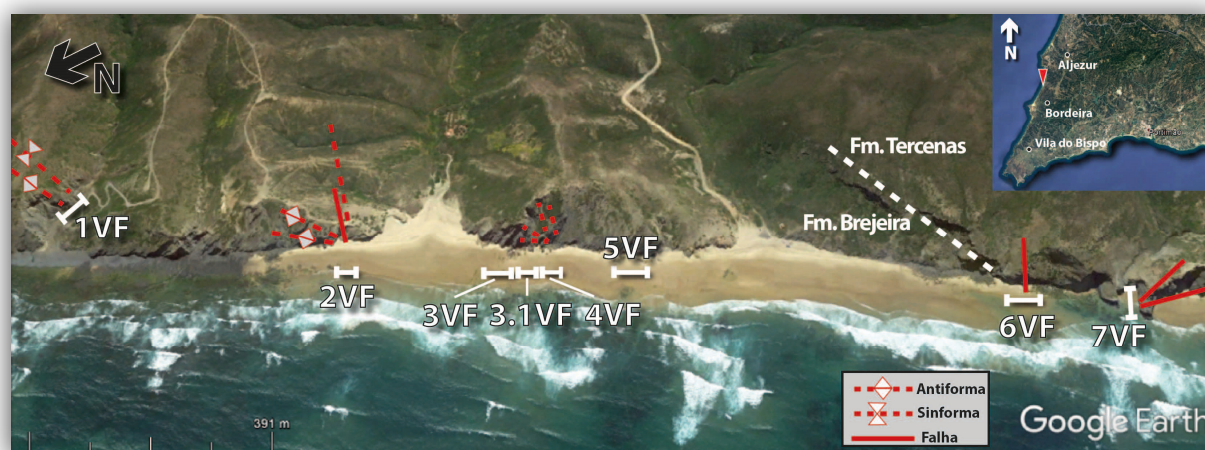 N
N
Aljezur
Bordeira
Portimão
Vila do Bispo
Fm. Tercenas
Fm. Brejeira
1VF
2VF
3VF
3.1VF
4VF
5VF
6VF
7VF
391 m
Antiforma
Sinforma
Falha
Google Earth